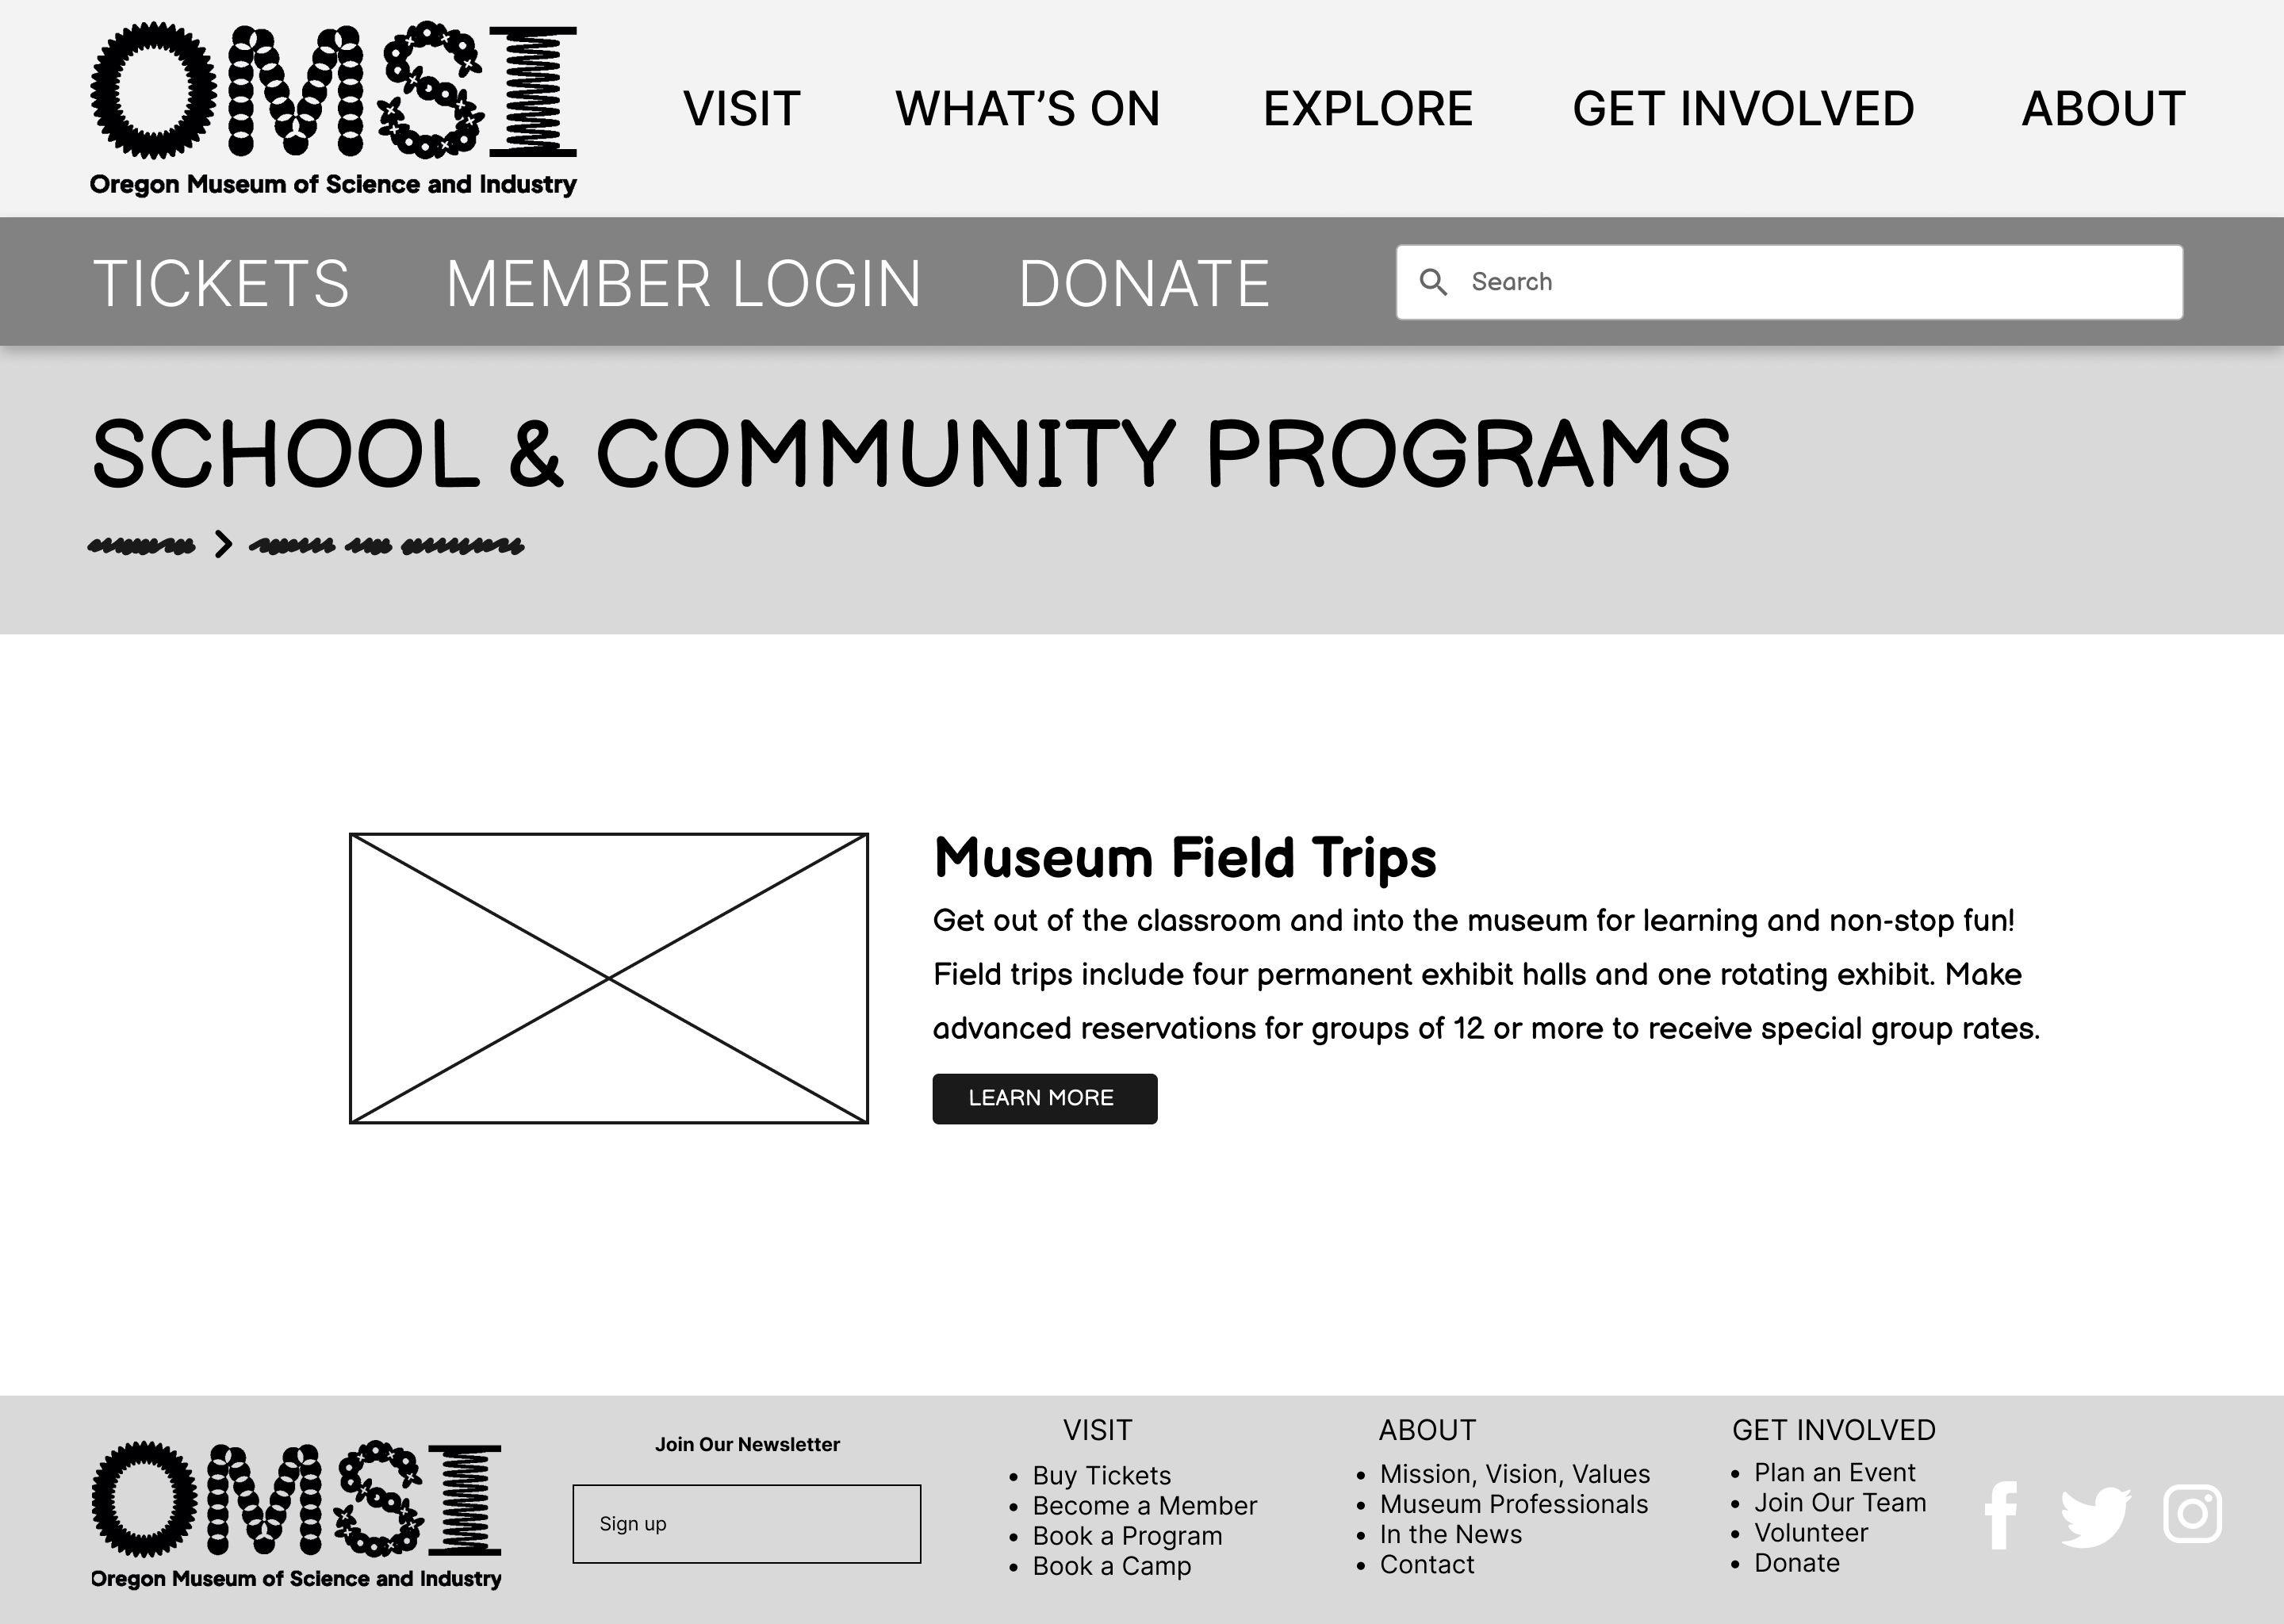 OMSI
Oregon Museum of Science and Industry
VISIT
WHAT’S ON
EXPLORE
GET INVOLVED
ABOUT
TICKETS
MEMBER LOGIN
DONATE
Search
SCHOOL & COMMUNITY PROGRAMS
Museum Field Trips
Get out of the classroom and into the museum for learning and non-stop fun!
Field trips include four permanent exhibit halls and one rotating exhibit. Make
advanced reservations for groups of 12 or more to receive special group rates.
LEARN MORE
OMSI
Oregon Museum of Science and Industry
Join Our Newsletter
Sign up
VISIT
Buy Tickets
Become a Member
Book a Program
Book a Camp
ABOUT
Mission, Vision, Values
Museum Professionals
In the News
Contact
GET INVOLVED
Plan an Event
Join Our Team
Volunteer
Donate